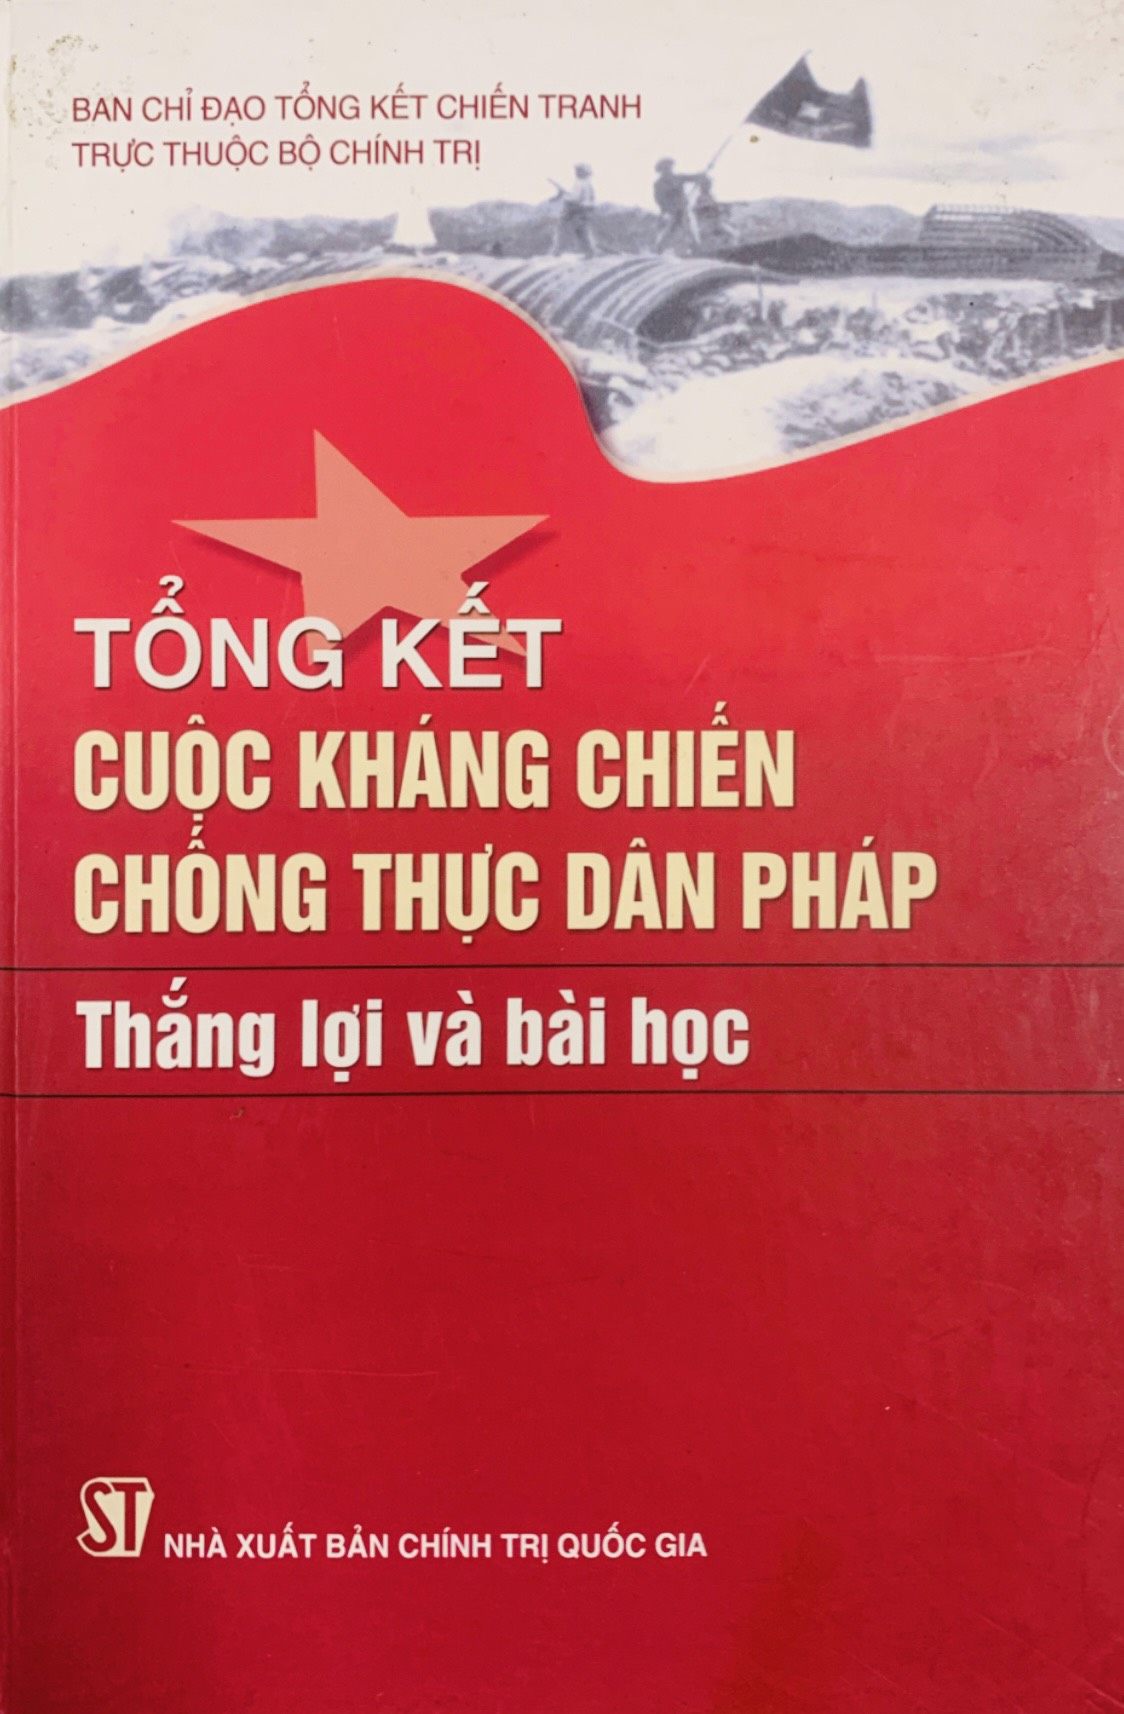 BAN CHỈ ĐẠO TỔNG KẾT CHIẾN TRANH
TRỰC THUỘC BỘ CHÍNH TRỊ
TỔNG KẾT
CUỘC KHÁNG CHIẾN
CHỐNG THỰC DÂN PHÁP
Thắng lợi và bài học
ST
NHÀ XUẤT BẢN CHÍNH TRỊ QUỐC GIA